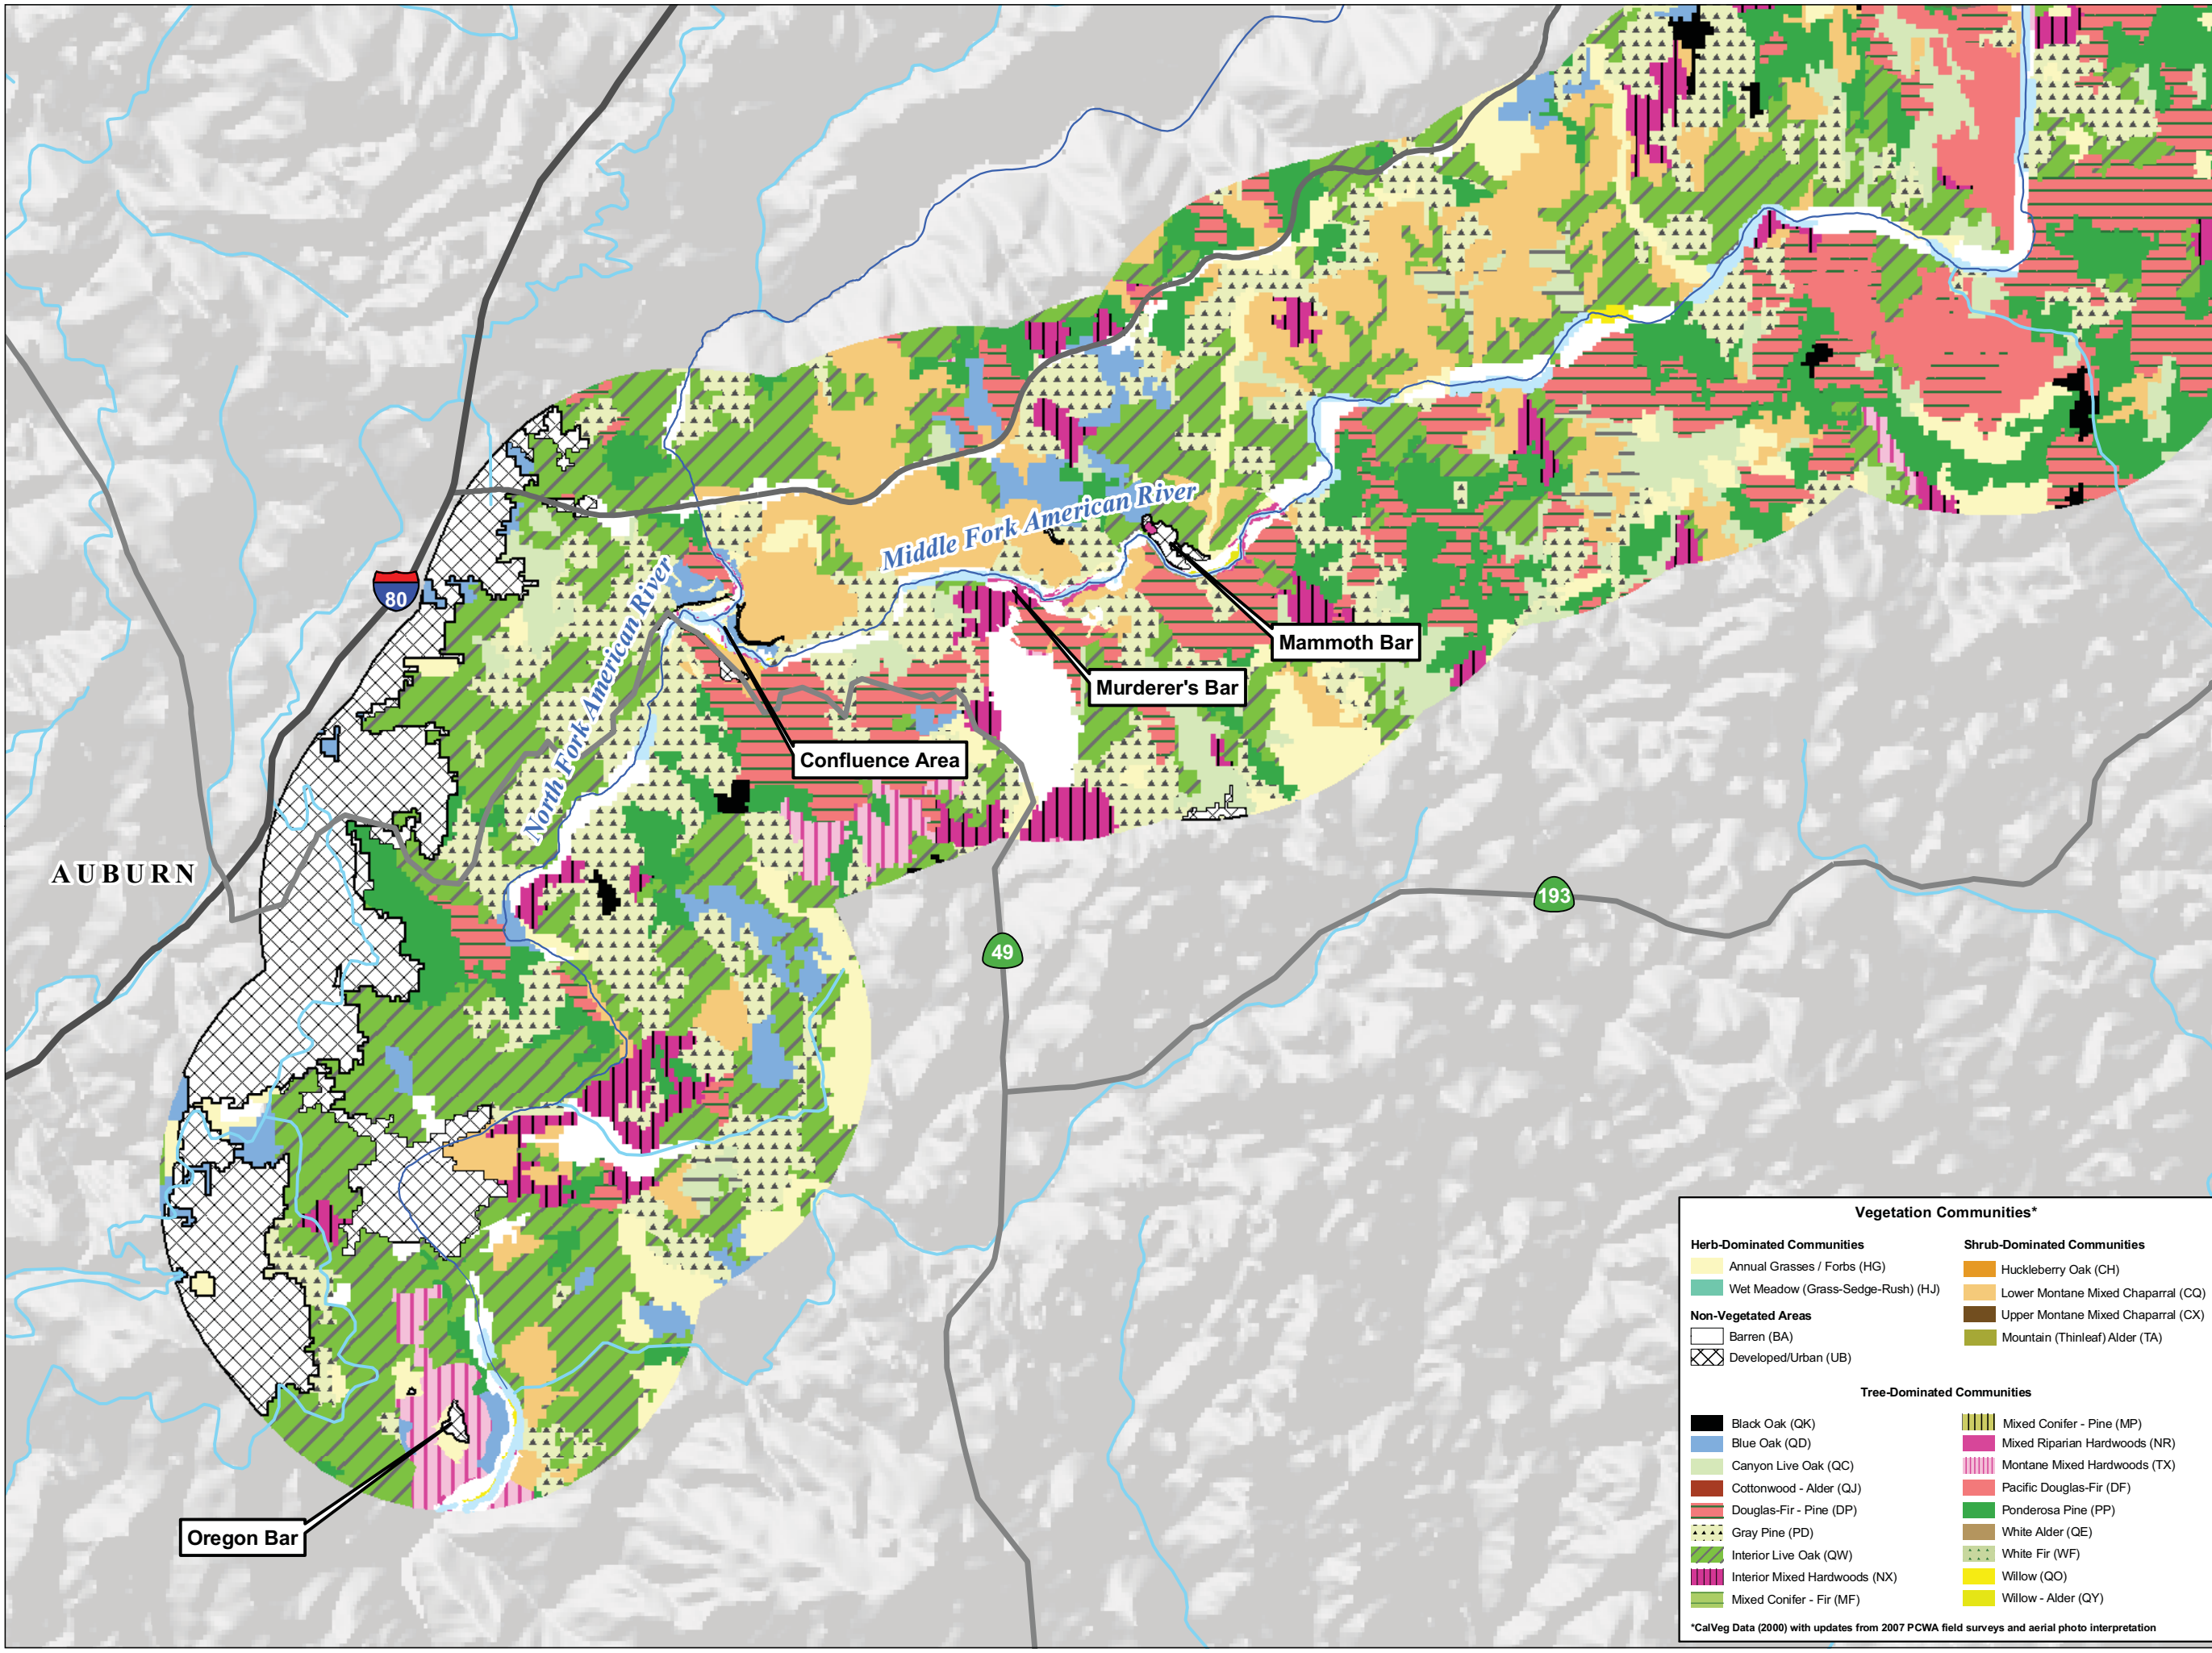 Middle Fork American River
80
North Fork American River
Mammoth Bar
Murderer's Bar
Confluence Area
AUBURN
193
49
Oregon Bar
Vegetation Communities*
Herb-Dominated Communities
Annual Grasses / Forbs (HG)
Wet Meadow (Grass-Sedge-Rush) (HJ)
Non-Vegetated Areas
Barren (BA)
Developed/Urban (UB)
Shrub-Dominated Communities
Huckleberry Oak (CH)
Lower Montane Mixed Chaparral (CQ)
Upper Montane Mixed Chaparral (CX)
Mountain (Thinleaf) Alder (TA)
Tree-Dominated Communities
Black Oak (QK)
Blue Oak (QD)
Canyon Live Oak (QC)
Cottonwood - Alder (QJ)
Douglas-Fir - Pine (DP)
Gray Pine (PD)
Interior Live Oak (QW)
Interior Mixed Hardwoods (NX)
Mixed Conifer - Fir (MF)
Mixed Conifer - Pine (MP)
Mixed Riparian Hardwoods (NR)
Montane Mixed Hardwoods (TX)
Pacific Douglas-Fir (DF)
Ponderosa Pine (PP)
White Alder (QE)
White Fir (WF)
Willow (QO)
Willow - Alder (QY)
*CalVeg Data (2000) with updates from 2007 PCWA field surveys and aerial photo interpretation